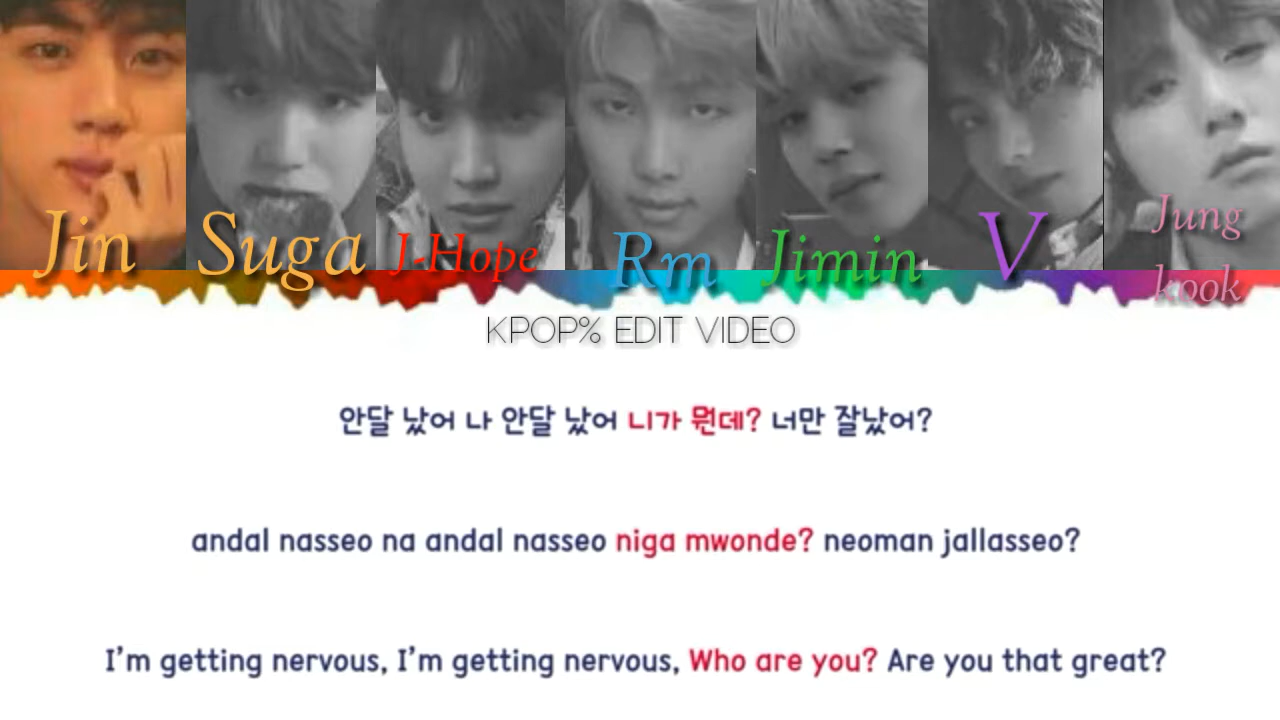 Jin Suga J-Hope Rm Jimin V Jung kook
KPOP% EDIT VIDEO
안달 났어 나 안달 났어 니가 뭔데? 너만 잘났어?
andal nasseo na andal nasseo niga mwonde? neoman jallasseo?
I'm getting nervous, I'm getting nervous, Who are you? Are you that great?